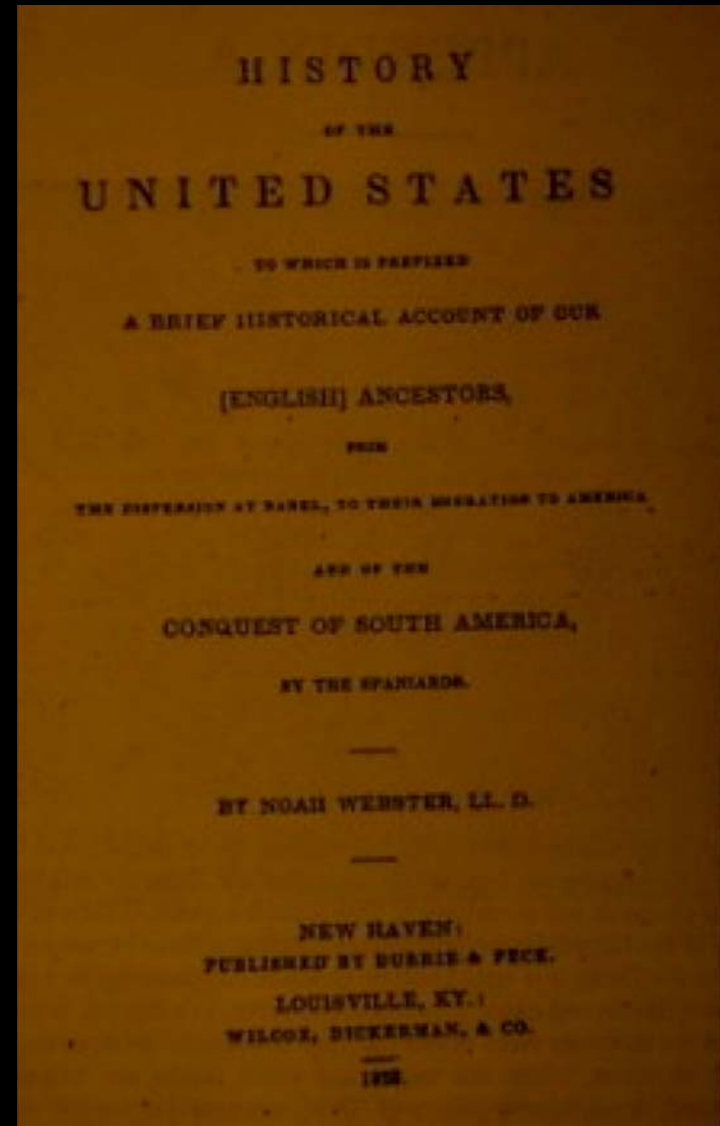 HISTORY
OF THE
UNITED STATES
TO WHICH IS PREFIXED
A BRIEF HISTORICAL ACCOUNT OF OUR
[ENGLISH] ANCESTORS,
FROM
THE DISPERSION AT BABEL, TO THEIR MIGRATION TO AMERICA
AND OF THE
CONQUEST OF SOUTH AMERICA,
BY THE SPANIARDS.
BY NOAH WEBSTER, LL. D.
NEW HAVEN:
PUBLISHED BY DURRIE & PECK.
LOUISVILLE, KY.:
WILCOX, DICKERMAN, & CO.